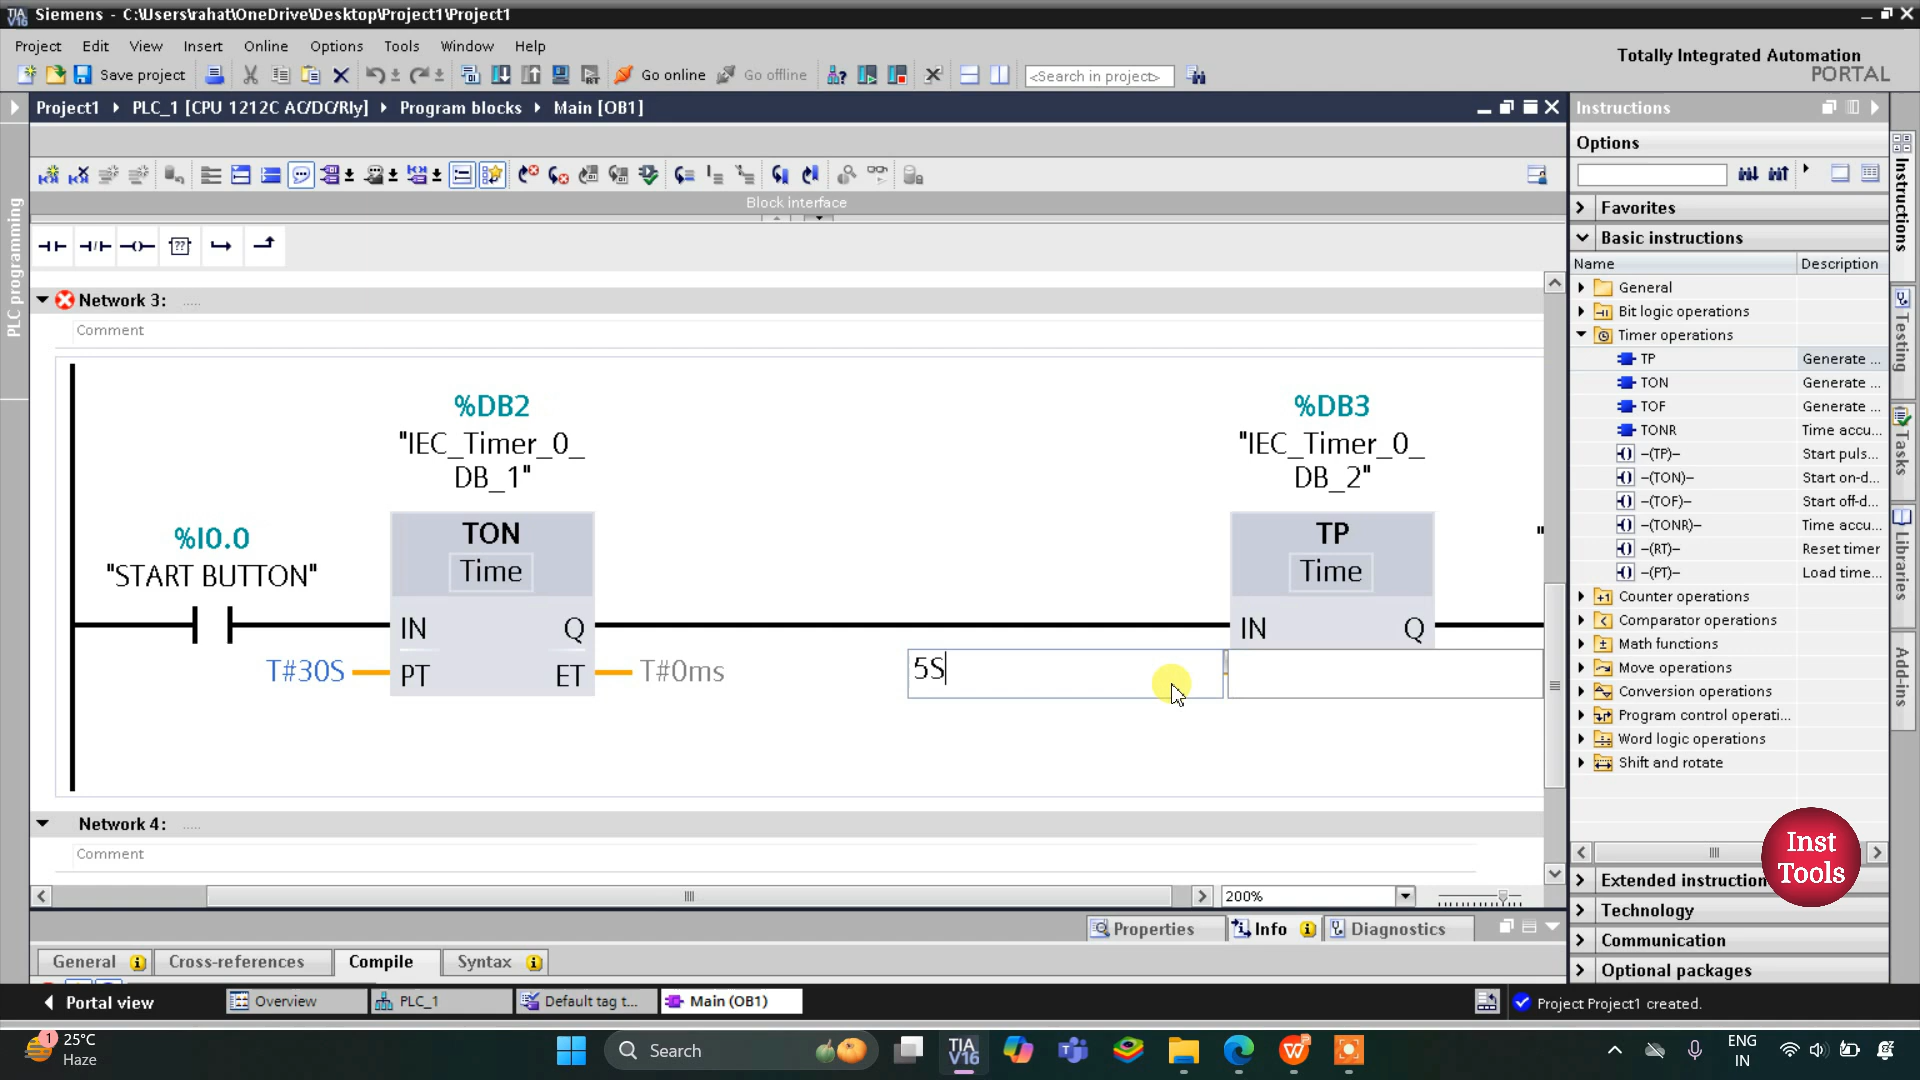 Siemens - C:\Users\rahat\OneDrive\Desktop\Project1\Project1
Project Edit View Insert Online Options Tools Window Help
Save project
Go online
Go offline
<Search in project>
Totally Integrated Automation
PORTAL
Project1 PLC_1 [CPU 1212C AC/DC/Rly] Program blocks Main [OB1]
Instructions
Options
Block interface
Favorites
Basic instructions
Name Description
General
Bit logic operations
Timer operations
TP Generate ...
TON Generate ...
TOF Generate ...
TONR Time accu...
–(TP)– Start puls...
–(TON)– Start on-d...
–(TOF)– Start off-d...
–(TONR)– Time accu...
–(RT)– Reset timer
–(PT)– Load time...
Counter operations
Comparator operations
Math functions
Move operations
Conversion operations
Program control operati...
Word logic operations
Shift and rotate
Extended instruction
Technology
Communication
Optional packages
PLC programming
Instructions
Testing
Tasks
Libraries
Add-ins
??
Network 3: .....
Comment
%DB2
"IEC_Timer_0_
DB_1"
%DB3
"IEC_Timer_0_
DB_2"
%I0.0
"START BUTTON"
TON
Time
IN Q
T#30S PT ET T#0ms
TP
Time
IN Q
5S
"
Network 4: .....
Comment
200%
Inst
Tools
Properties Info Diagnostics
General Cross-references Compile Syntax
Portal view Overview PLC_1 Default tag t... Main (OB1)
Project Project1 created.
1
25°C
Haze
Search
TIA
V16
ENG
IN